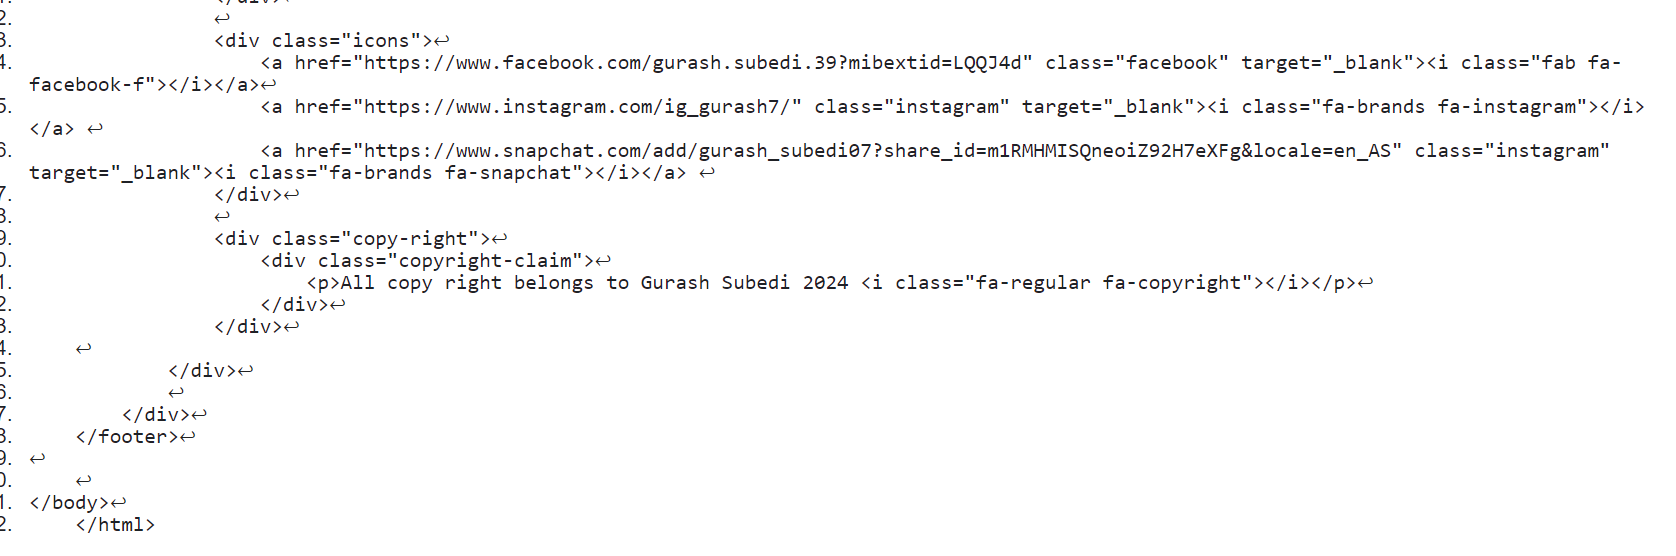 </div>↩
2. ↩
3. <div class="icons">↩
4. <a href="https://www.facebook.com/gurash.subedi.39?mibextid=LQQJ4d" class="facebook" target="_blank"><i class="fab fa-
facebook-f"></i></a>↩
5. <a href="https://www.instagram.com/ig_gurash7/" class="instagram" target="_blank"><i class="fa-brands fa-instagram"></i>
</a> ↩
6. <a href="https://www.snapchat.com/add/gurash_subedi07?share_id=m1RMHMISQneoiZ92H7eXFg&locale=en_AS" class="instagram"
target="_blank"><i class="fa-brands fa-snapchat"></i></a> ↩
7. </div>↩
8. ↩
9. <div class="copy-right">↩
0. <div class="copyright-claim">↩
1. <p>All copy right belongs to Gurash Subedi 2024 <i class="fa-regular fa-copyright"></i></p>↩
2. </div>↩
3. </div>↩
4. ↩
5. </div>↩
6. ↩
7. </div>↩
8. </footer>↩
9. ↩
0. ↩
1. </body>↩
2. </html>